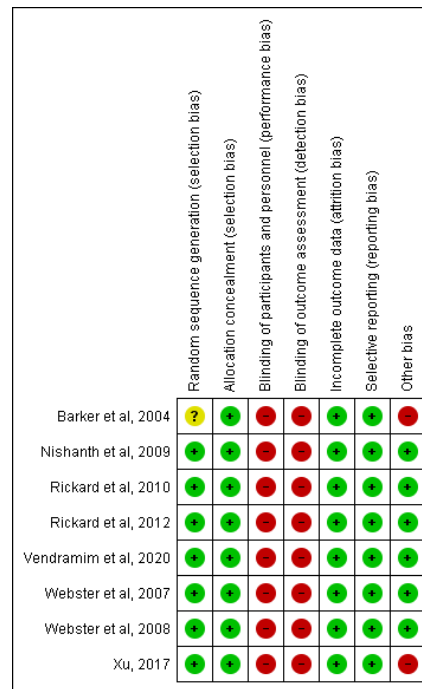 Random sequence generation (selection bias)
Allocation concealment (selection bias)
Blinding of participants and personnel (performance bias)
Blinding of outcome assessment (detection bias)
Incomplete outcome data (attrition bias)
Selective reporting (reporting bias)
Other bias
Barker et al, 2004 ? + - - + + -
Nishanth et al, 2009 + + - - + + +
Rickard et al, 2010 + + - - + + +
Rickard et al, 2012 + + - - + + +
Vendramim et al, 2020 + + - - + + +
Webster et al, 2007 + + - - + + +
Webster et al, 2008 + + - - + + +
Xu, 2017 + + - - + + -